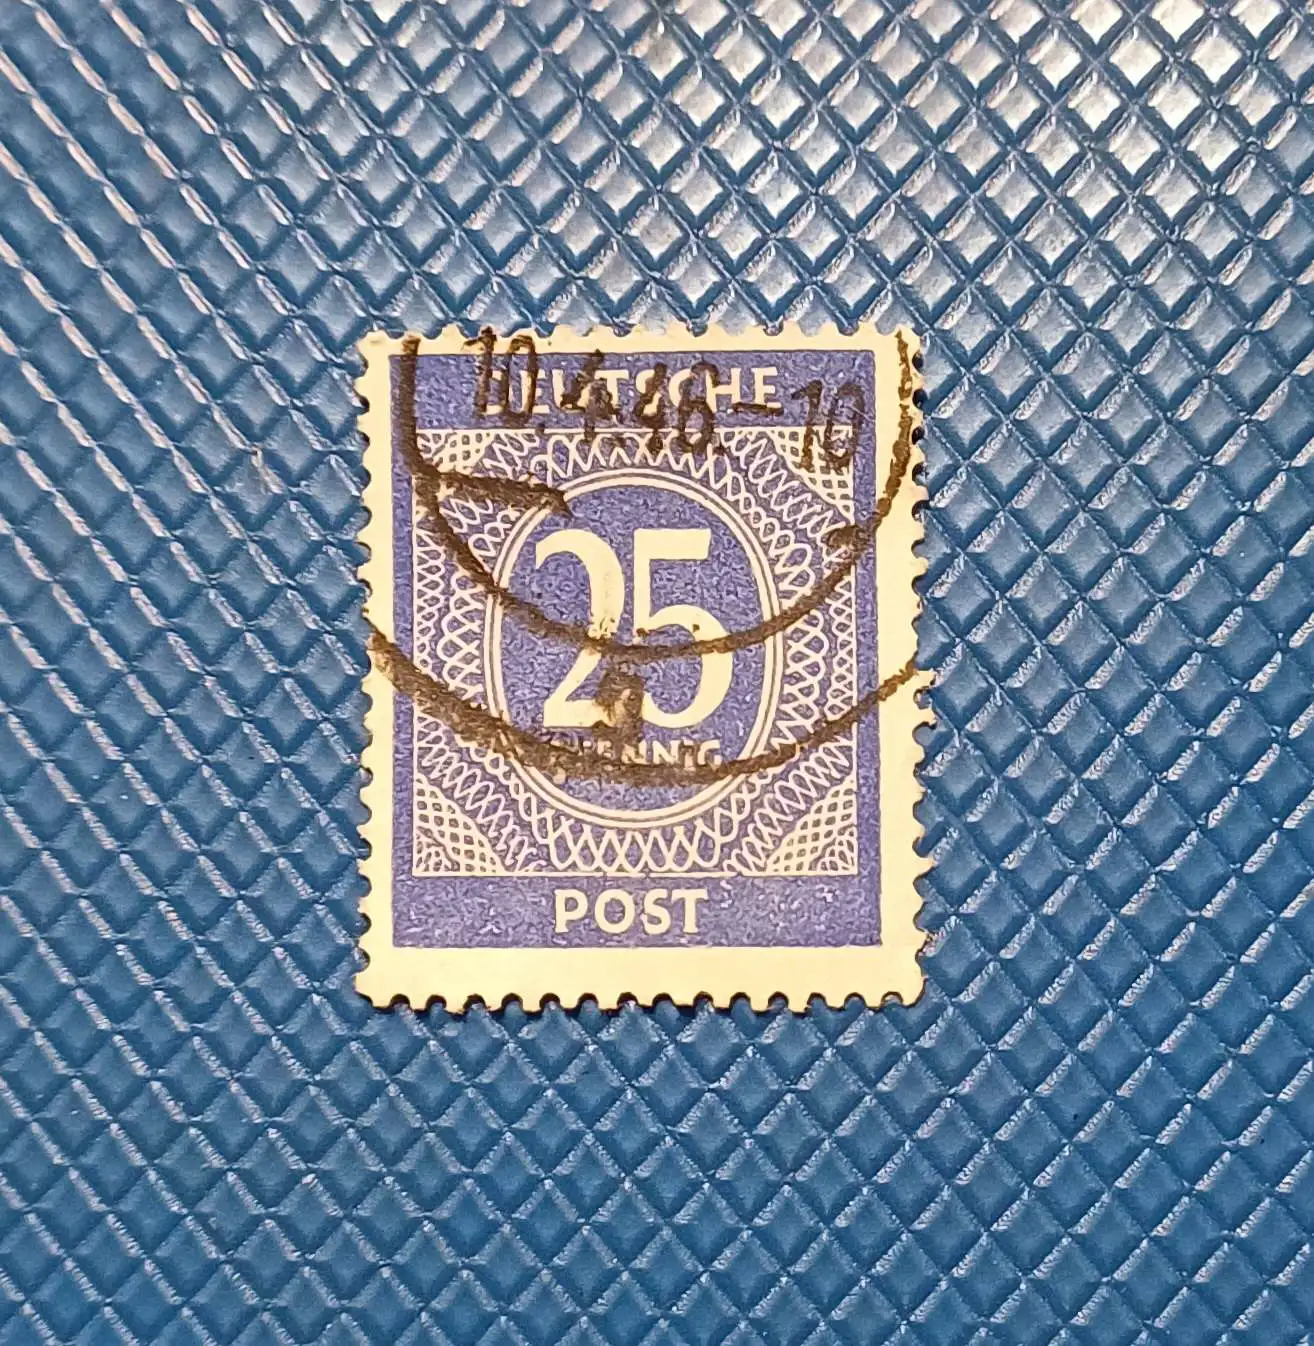 DEUTSCHE
10.4.46.-10
25
PFENNIG
POST